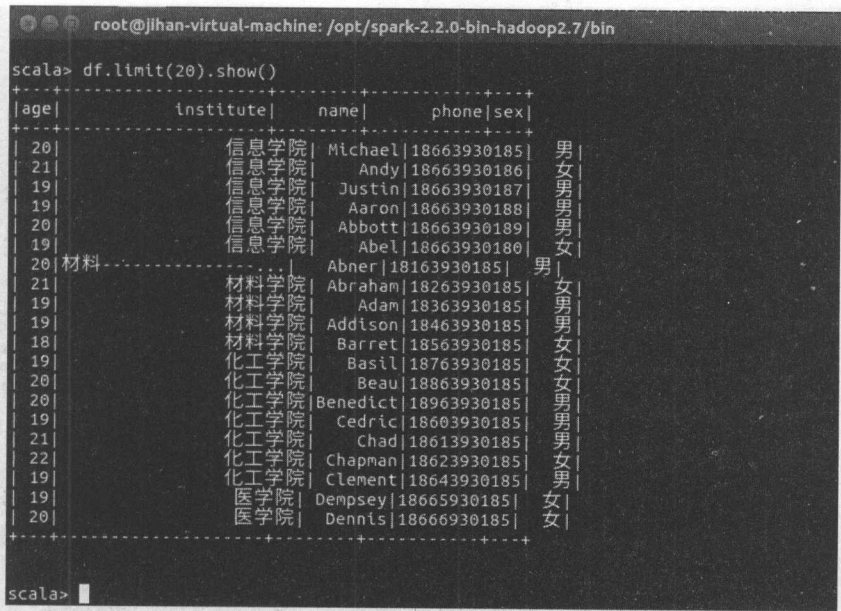 root@jihan-virtual-machine: /opt/spark-2.2.0-bin-hadoop2.7/bin
scala> df.limit(20).show()
+---+--------------------+---------+-----------+---+
|age|           institute|     name|      phone|sex|
+---+--------------------+---------+-----------+---+
| 20|                信息学院|  Michael|18663930185|  男|
| 21|                信息学院|     Andy|18663930186|  女|
| 19|                信息学院|   Justin|18663930187|  男|
| 19|                信息学院|    Aaron|18663930188|  男|
| 20|                信息学院|   Abbott|18663930189|  男|
| 19|                信息学院|     Abel|18663930180|  女|
| 20|材料---------------...|    Abner|18163930185|  男|
| 21|                材料学院|  Abraham|18263930185|  女|
| 19|                材料学院|     Adam|18363930185|  男|
| 19|                材料学院|  Addison|18463930185|  男|
| 18|                材料学院|   Barret|18563930185|  女|
| 19|                化工学院|    Basil|18763930185|  女|
| 20|                化工学院|     Beau|18863930185|  女|
| 20|                化工学院| Benedict|18963930185|  男|
| 19|                化工学院|   Cedric|18603930185|  男|
| 21|                化工学院|     Chad|18613930185|  男|
| 22|                化工学院|  Chapman|18623930185|  女|
| 19|                化工学院|  Clement|18643930185|  男|
| 19|                 医学院|  Dempsey|18665930185|  女|
| 20|                 医学院|   Dennis|18666930185|  女|
+---+--------------------+---------+-----------+---+
scala>